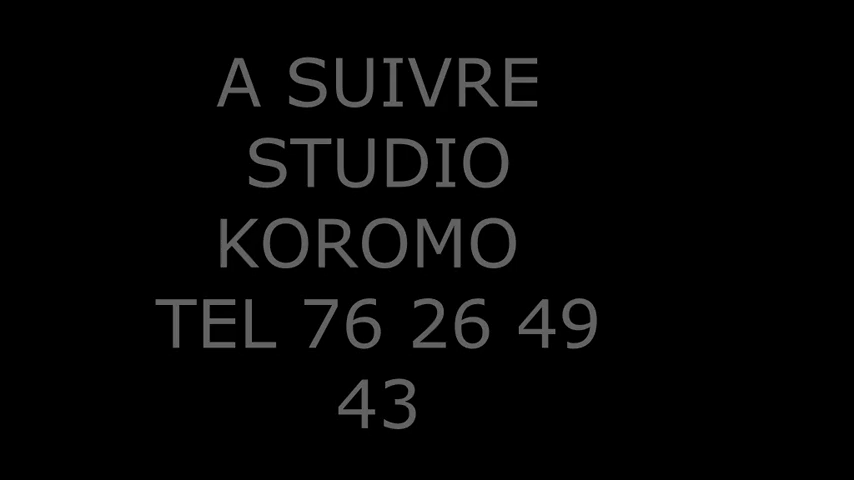 A SUIVRE
STUDIO
KOROMO
TEL 76 26 49
43